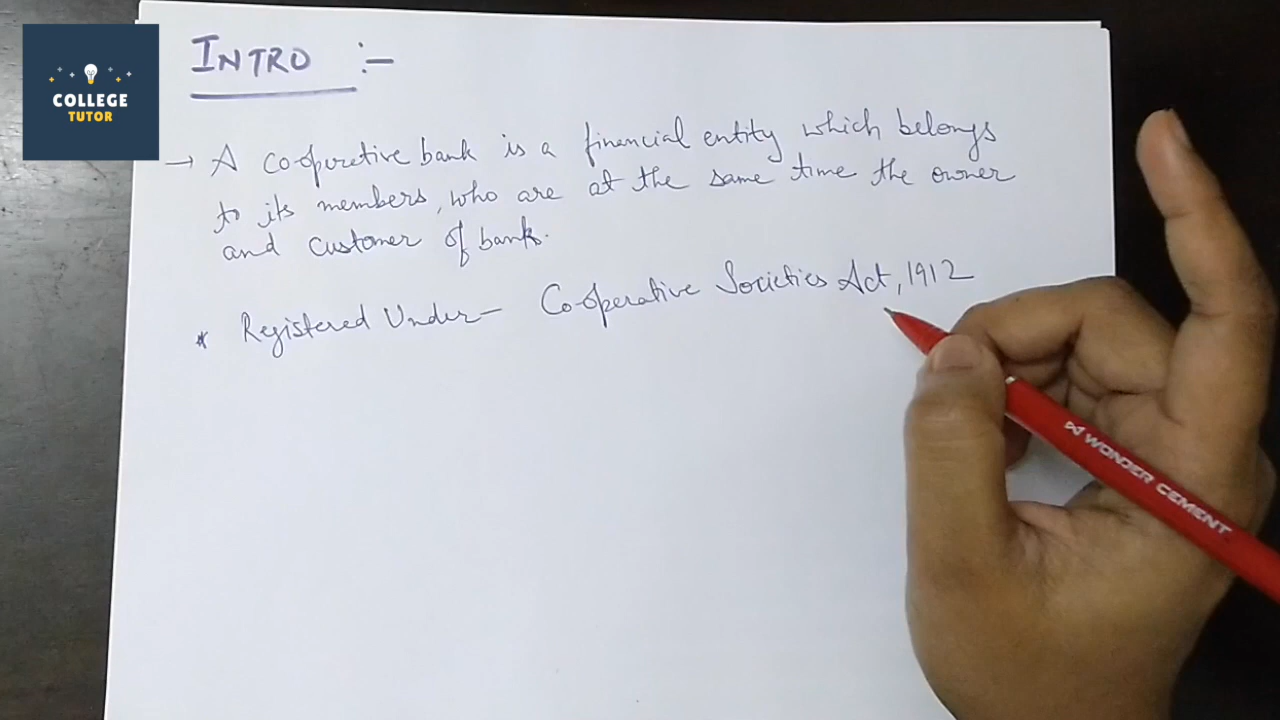 COLLEGE
TUTOR
INTRO :-
→ A co-operative bank is a financial entity which belongs
to its members, who are at the same time the owner
and customer of bank.
* Registered Under - Co-operative Societies Act, 1912
WONDER CEMENT